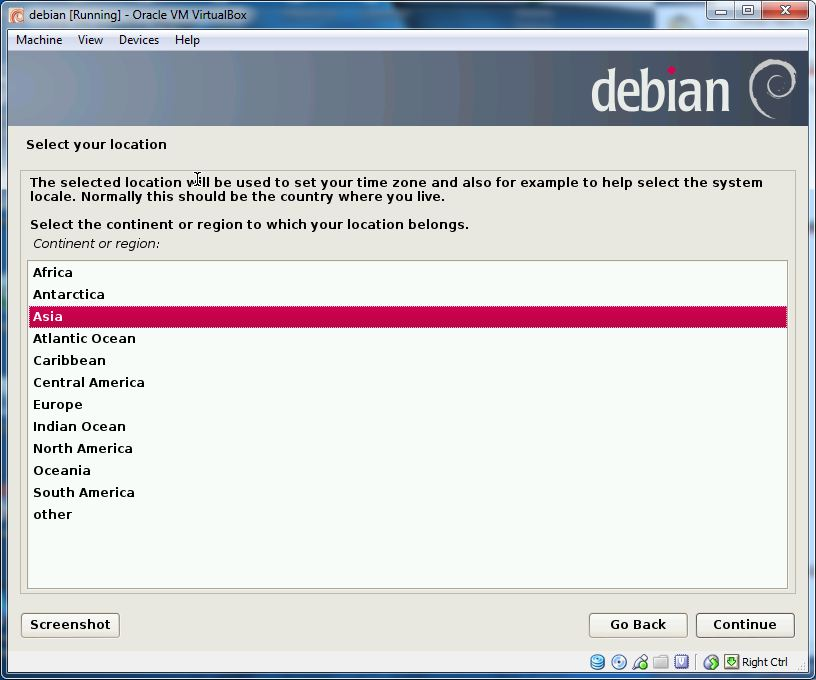 debian [Running] - Oracle VM VirtualBox
Machine View Devices Help
debian
Select your location
The selected location will be used to set your time zone and also for example to help select the system
locale. Normally this should be the country where you live.
Select the continent or region to which your location belongs.
Continent or region:
Africa
Antarctica
Asia
Atlantic Ocean
Caribbean
Central America
Europe
Indian Ocean
North America
Oceania
South America
other
Screenshot Go Back Continue
Right Ctrl